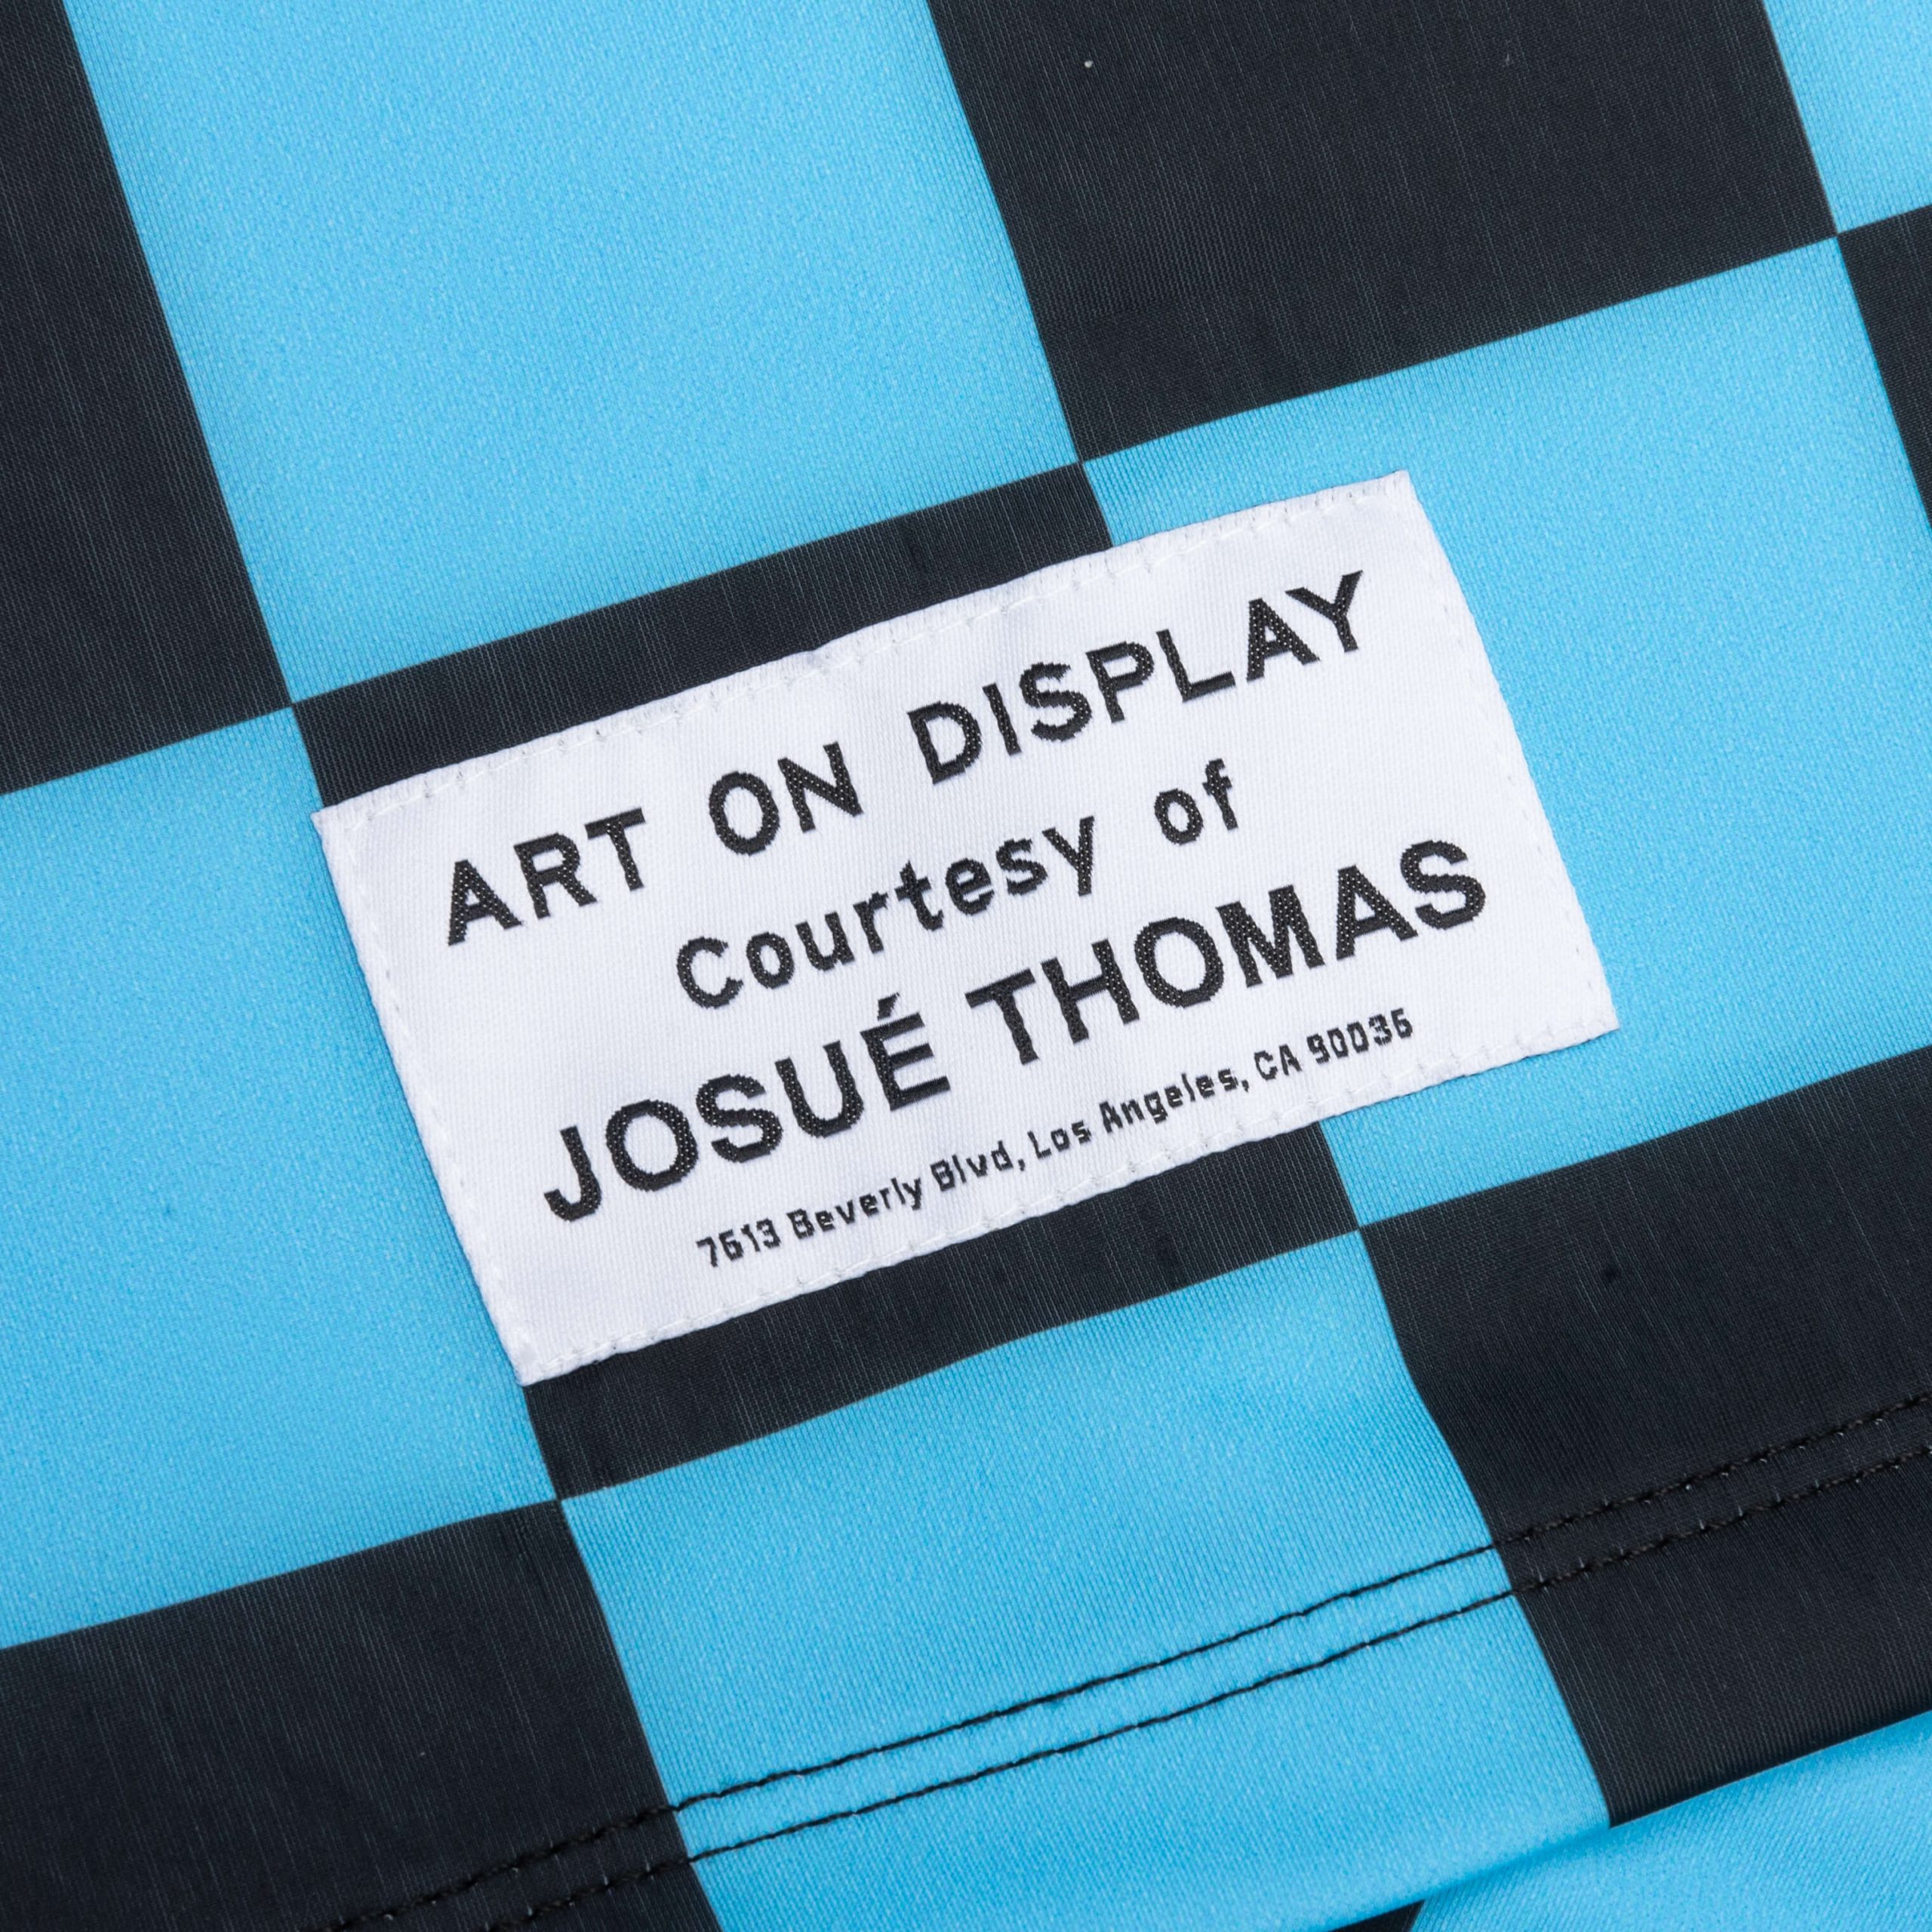 ART ON DISPLAY
Courtesy of
JOSUÉ THOMAS
7613 Beverly Blvd, Los Angeles, CA 90036